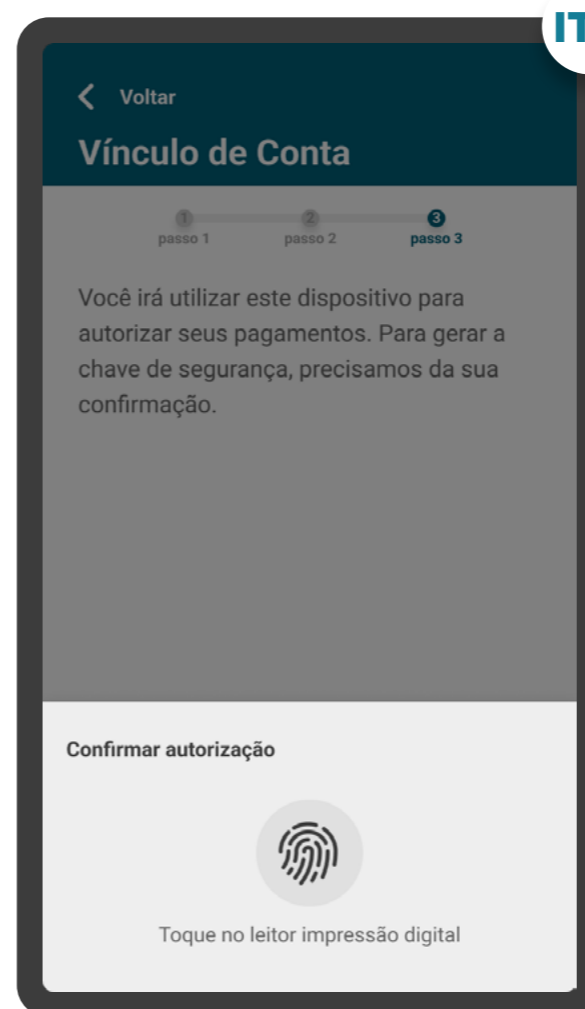 IT
Voltar
Vínculo de Conta
1 2 3
passo 1 passo 2 passo 3
Você irá utilizar este dispositivo para
autorizar seus pagamentos. Para gerar a
chave de segurança, precisamos da sua
confirmação.
Confirmar autorização
Toque no leitor impressão digital